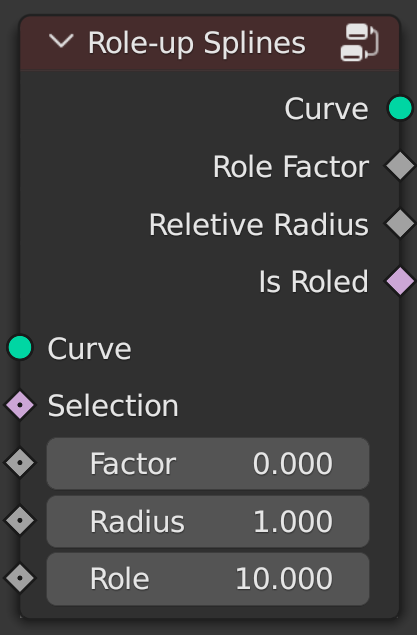 Role-up Splines
Curve
Role Factor
Reletive Radius
Is Roled
Curve
Selection
Factor 0.000
Radius 1.000
Role 10.000